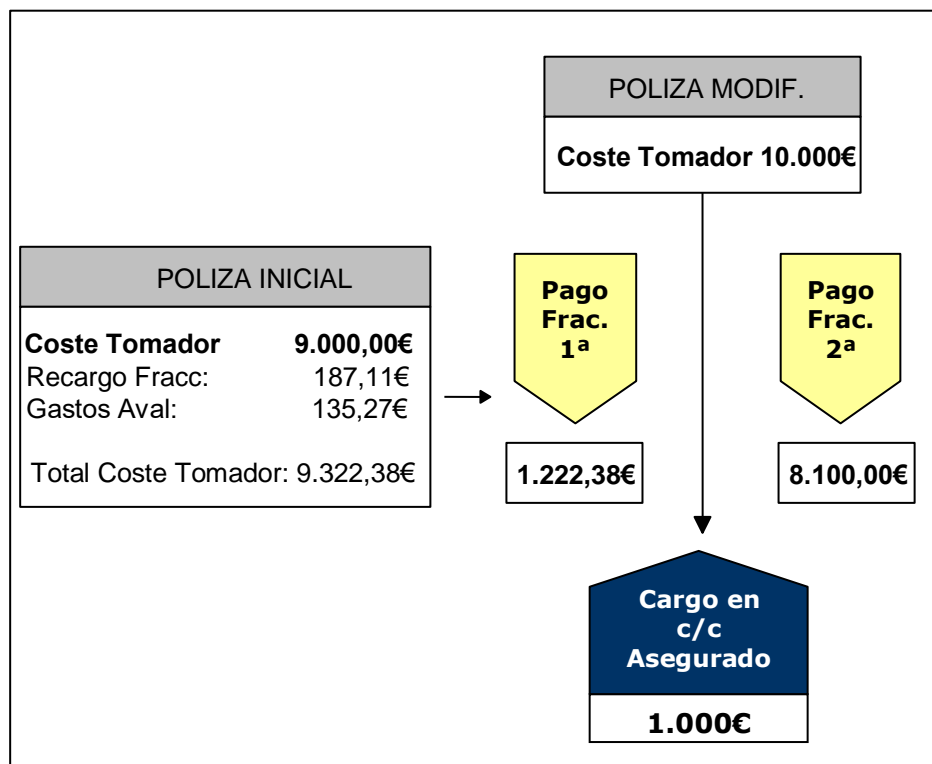 POLIZA MODIF.
Coste Tomador 10.000€
POLIZA INICIAL
Coste Tomador 9.000,00€
Recargo Fracc: 187,11€
Gastos Aval: 135,27€
Total Coste Tomador: 9.322,38€
Pago
Frac.
1ª
1.222,38€
Pago
Frac.
2ª
8.100,00€
Cargo en
c/c
Asegurado
1.000€